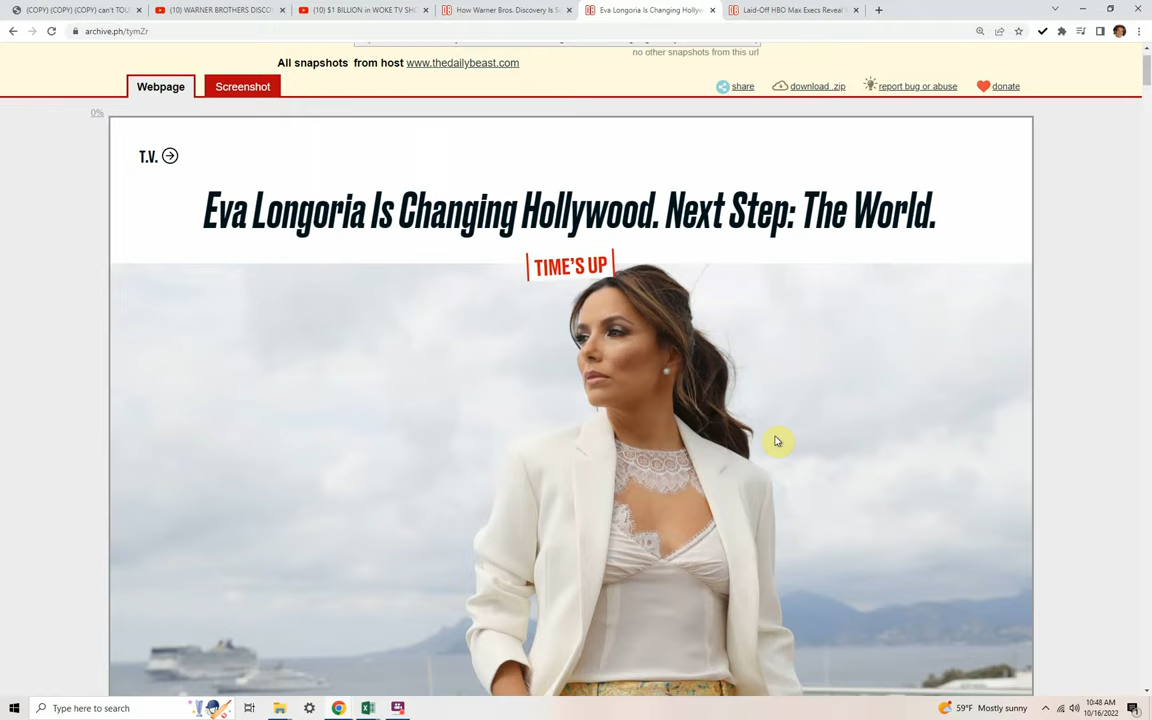 (COPY) (COPY) (COPY) can't TOU
(10) WARNER BROTHERS DISCO
(10) $1 BILLION in WOKE TV SHO
How Warner Bros. Discovery Is S
Eva Longoria Is Changing Hollyw
Laid-Off HBO Max Execs Reveal
archive.ph/tymZr
no other snapshots from this url
All snapshots from host www.thedailybeast.com
Webpage
Screenshot
share
download .zip
report bug or abuse
donate
0%
T.V.
Eva Longoria Is Changing Hollywood. Next Step: The World.
TIME'S UP
Type here to search
59°F Mostly sunny
10:48 AM
10/16/2022
1